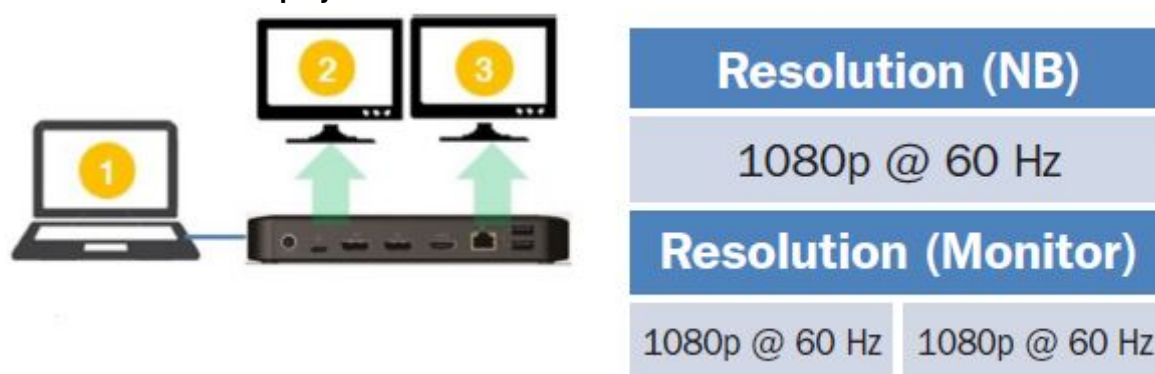 1
2
3
Resolution (NB)
1080p @ 60 Hz
Resolution (Monitor)
1080p @ 60 Hz 1080p @ 60 Hz